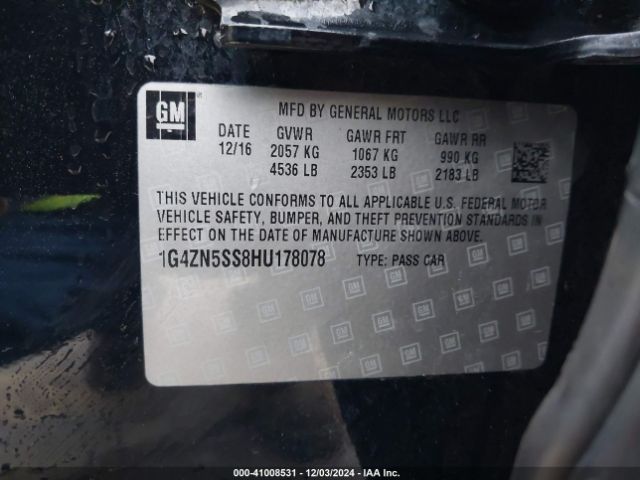 GM
MFD BY GENERAL MOTORS LLC
DATE GVWR GAWR FRT GAWR RR
12/16 2057 KG 1067 KG 990 KG
4536 LB 2353 LB 2183 LB
THIS VEHICLE CONFORMS TO ALL APPLICABLE U.S. FEDERAL MOTOR
VEHICLE SAFETY, BUMPER, AND THEFT PREVENTION STANDARDS IN
EFFECT ON THE DATE OF MANUFACTURE SHOWN ABOVE.
1G4ZN5SS8HU178078 TYPE: PASS CAR
000-41008531 - 12/03/2024 - IAA Inc.